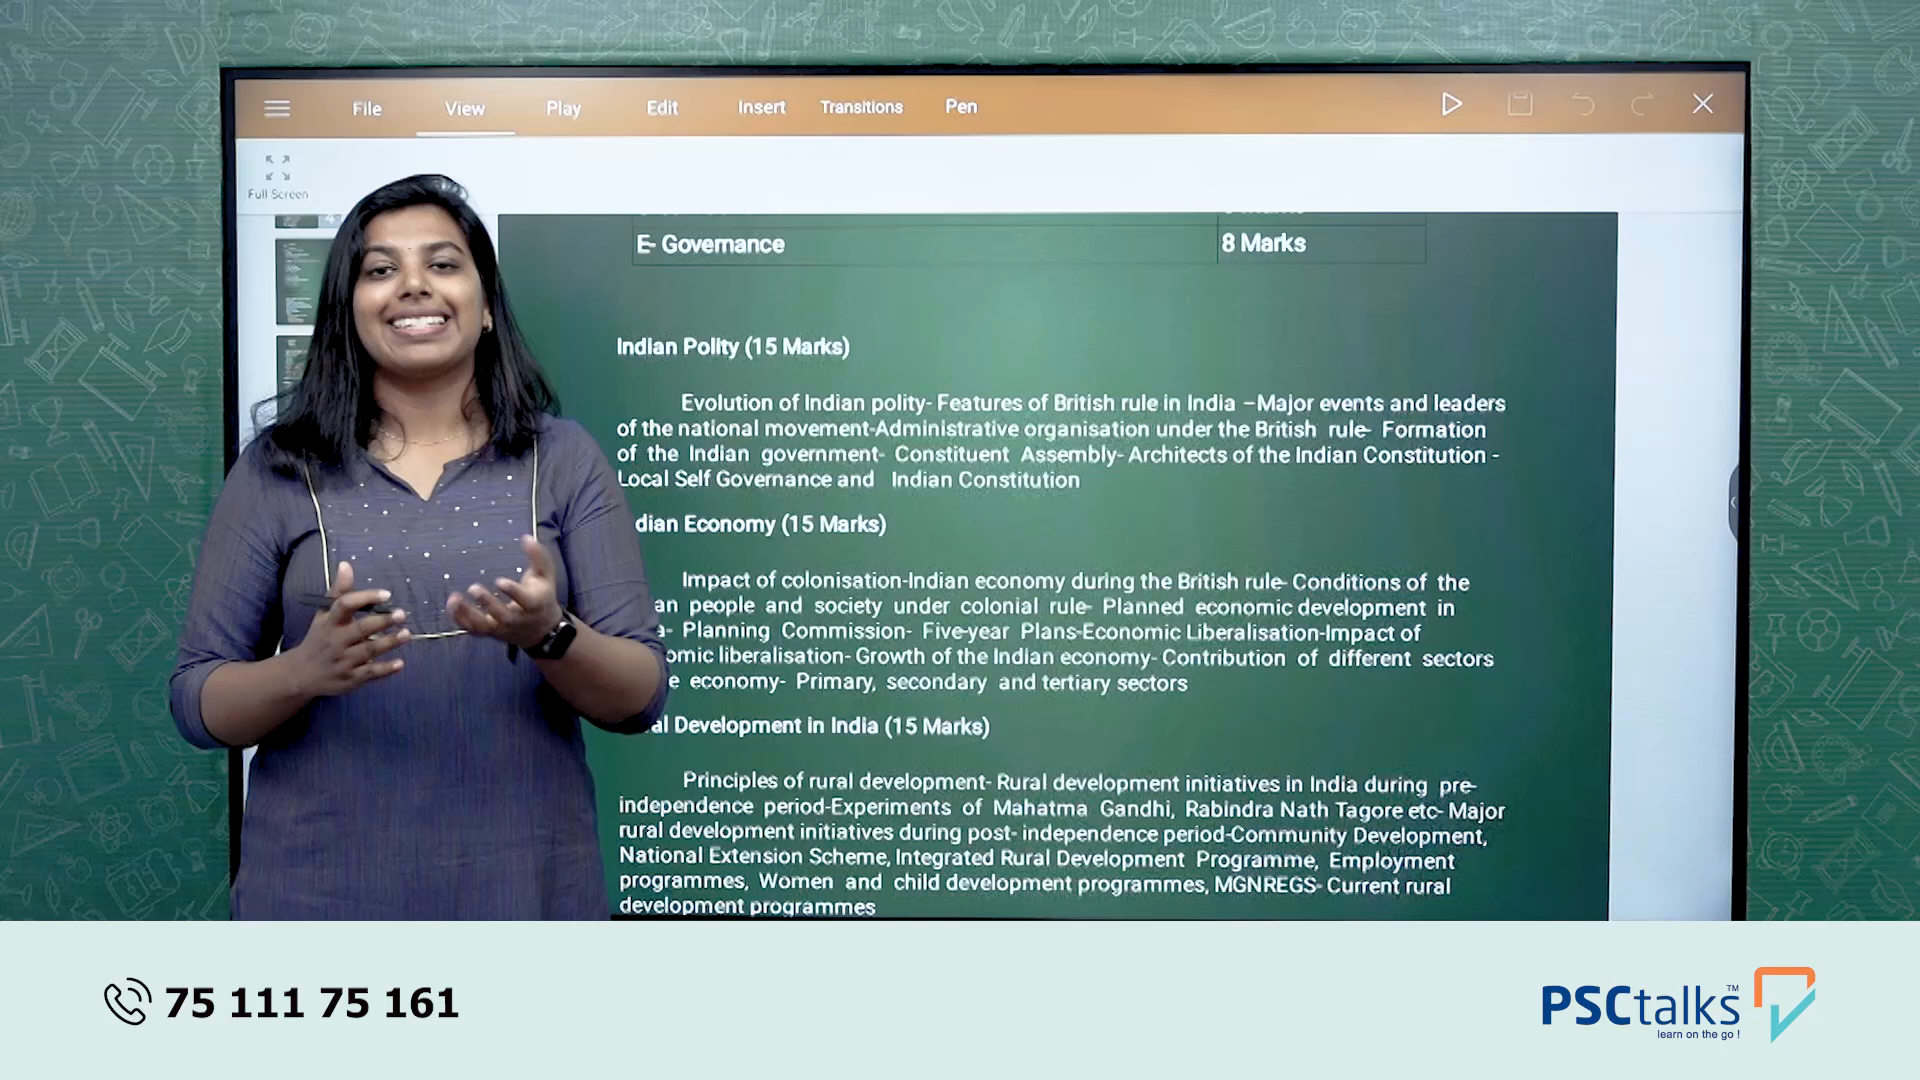 File View Play Edit Insert Transitions Pen
Full Screen
E- Governance 8 Marks
Indian Polity (15 Marks)
Evolution of Indian polity- Features of British rule in India –Major events and leaders
of the national movement-Administrative organisation under the British rule- Formation
of the Indian government- Constituent Assembly- Architects of the Indian Constitution -
Local Self Governance and Indian Constitution
dian Economy (15 Marks)
Impact of colonisation-Indian economy during the British rule- Conditions of the
an people and society under colonial rule- Planned economic development in
- Planning Commission- Five-year Plans-Economic Liberalisation-Impact of
omic liberalisation- Growth of the Indian economy- Contribution of different sectors
e economy- Primary, secondary and tertiary sectors
al Development in India (15 Marks)
Principles of rural development- Rural development initiatives in India during pre-
independence period-Experiments of Mahatma Gandhi, Rabindra Nath Tagore etc- Major
rural development initiatives during post- independence period-Community Development,
National Extension Scheme, Integrated Rural Development Programme, Employment
programmes, Women and child development programmes, MGNREGS- Current rural
development programmes
75 111 75 161
PSCtalks™
learn on the go !